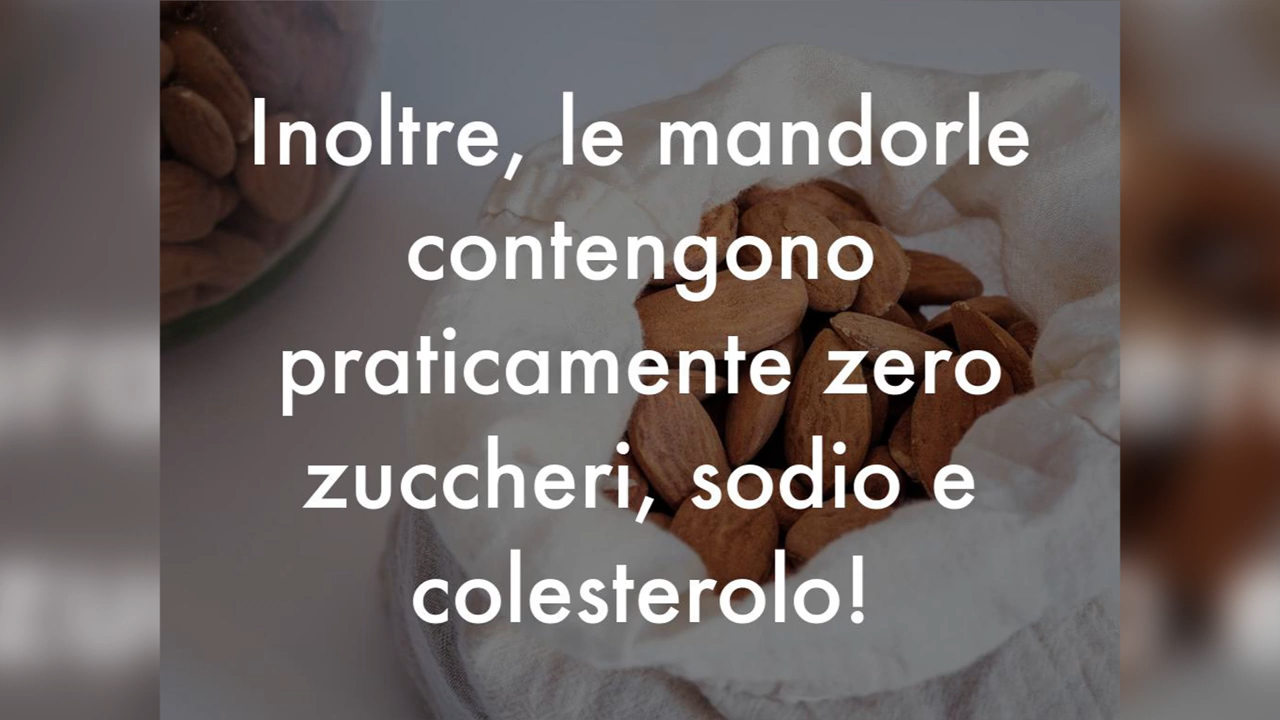 Inoltre, le mandorle
contengono
praticamente zero
zuccheri, sodio e
colesterolo!